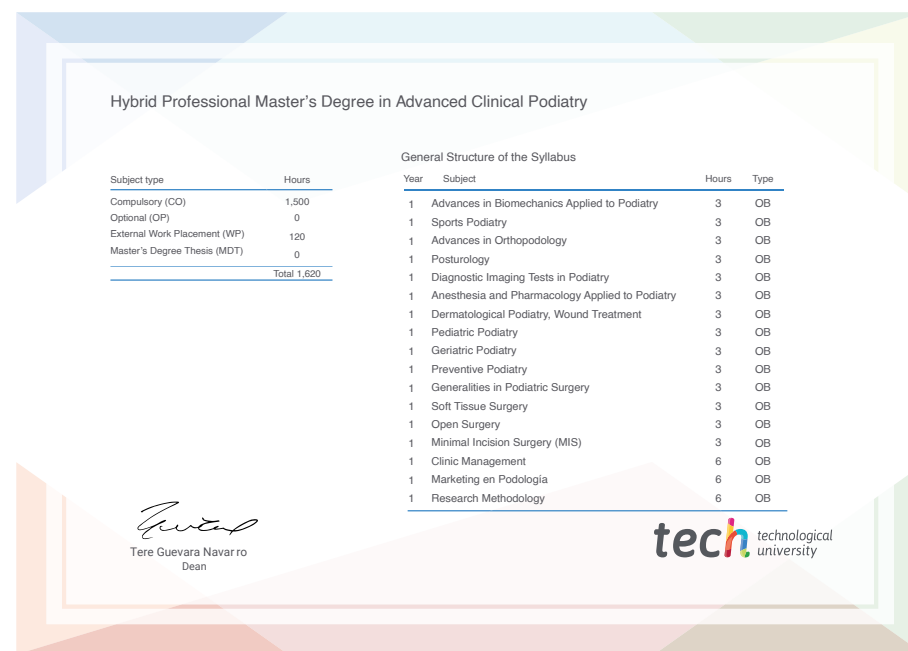 Hybrid Professional Master's Degree in Advanced Clinical Podiatry
Subject type Hours
Compulsory (CO) 1,500
Optional (OP) 0
External Work Placement (WP) 120
Master's Degree Thesis (MDT) 0
Total 1,620
General Structure of the Syllabus
Year Subject Hours Type
1 Advances in Biomechanics Applied to Podiatry 3 OB
1 Sports Podiatry 3 OB
1 Advances in Orthopodology 3 OB
1 Posturology 3 OB
1 Diagnostic Imaging Tests in Podiatry 3 OB
1 Anesthesia and Pharmacology Applied to Podiatry 3 OB
1 Dermatological Podiatry, Wound Treatment 3 OB
1 Pediatric Podiatry 3 OB
1 Geriatric Podiatry 3 OB
1 Preventive Podiatry 3 OB
1 Generalities in Podiatric Surgery 3 OB
1 Soft Tissue Surgery 3 OB
1 Open Surgery 3 OB
1 Minimal Incision Surgery (MIS) 3 OB
1 Clinic Management 6 OB
1 Marketing en Podología 6 OB
1 Research Methodology 6 OB
Tere Guevara Navarro
Dean
tech technological
university